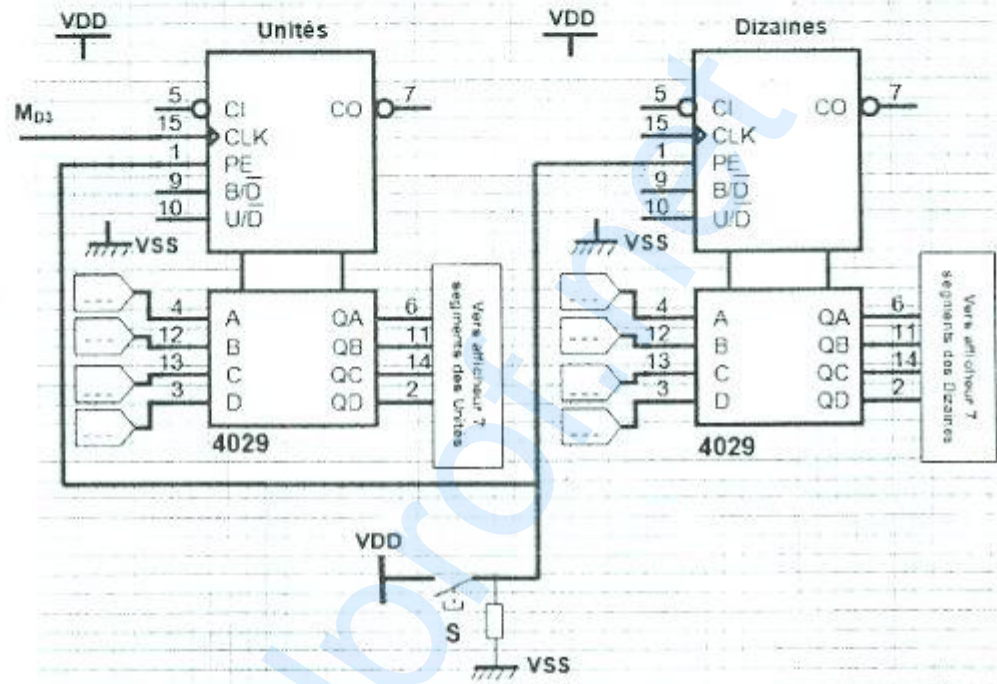 VDD
Unités
VDD
Dizaines
M_D3
5
15
1
9
10
CI
CLK
PE
B/D̅
U/D̅
CO
7
5
15
1
9
10
CI
CLK
PE
B/D̅
U/D̅
CO
7
VSS
VSS
4
12
13
3
A
B
C
D
QA
QB
QC
QD
6
11
14
2
Vers afficheur 7
segments des Unités
4029
4
12
13
3
A
B
C
D
QA
QB
QC
QD
6
11
14
2
Vers afficheur 7
segments des Dizaines
4029
VDD
S
VSS